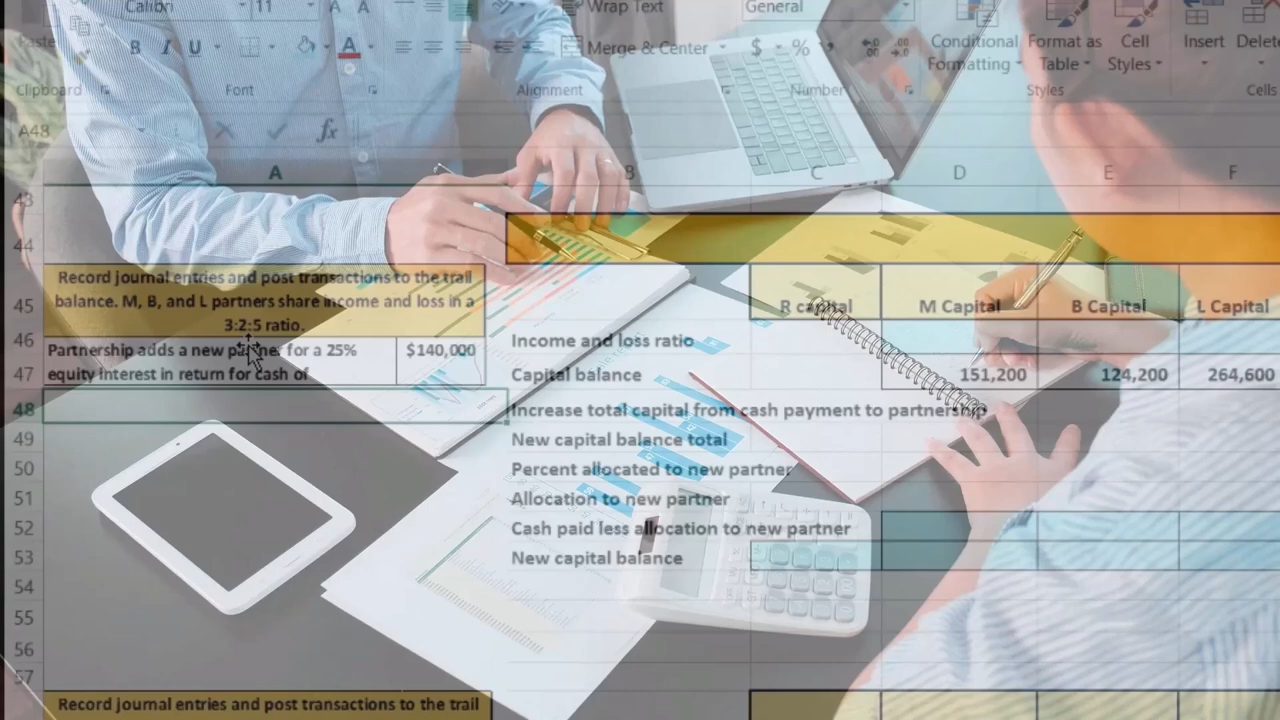 Calibri
11
A A
Wrap Text
General
Paste
B I U
A
Merge & Center
$ %
Conditional
Formatting
Format as
Table
Cell
Styles
Insert
Delete
Clipboard
Font
Alignment
Number
Styles
Cells
A48
fx
A B C D E F
43
44
Record journal entries and post transactions to the trail
balance. M, B, and L partners share income and loss in a
3:2:5 ratio.
45
R capital M Capital B Capital L Capital
46
Partnership adds a new partner for a 25%
equity interest in return for cash of
$140,000
Income and loss ratio
47
Capital balance 151,200 124,200 264,600
48
Increase total capital from cash payment to partnership
49
New capital balance total
50
Percent allocated to new partner
51
Allocation to new partner
52
Cash paid less allocation to new partner
53
New capital balance
54
55
56
57
Record journal entries and post transactions to the trail